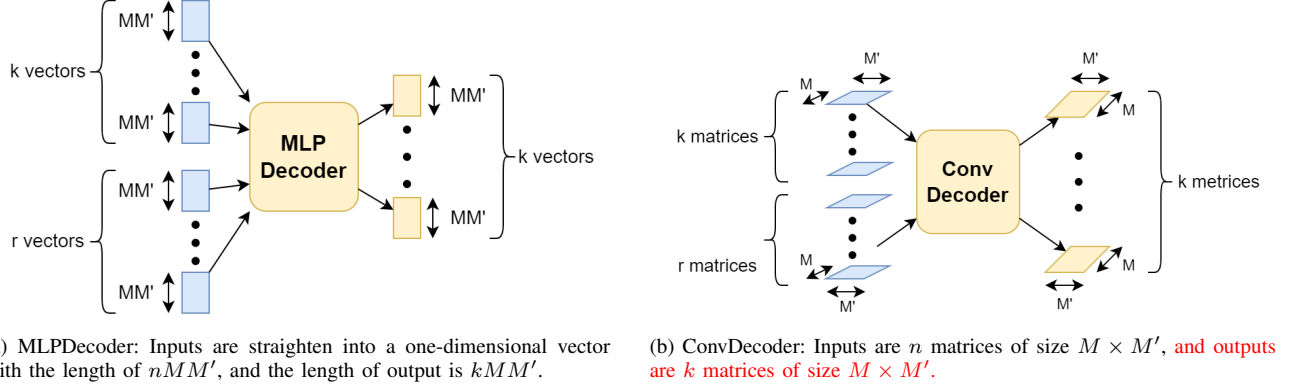 MM'
k vectors
MM'
MM'
r vectors
MM'
MLP
Decoder
MM'
k vectors
MM'
M'
M
k matrices
r matrices
M
M'
Conv
Decoder
M'
M
k metrices
M
M'
) MLPDecoder: Inputs are straighten into a one-dimensional vector
ith the length of nMM′, and the length of output is kMM′.
(b) ConvDecoder: Inputs are n matrices of size M × M′, and outputs
are k matrices of size M × M′.